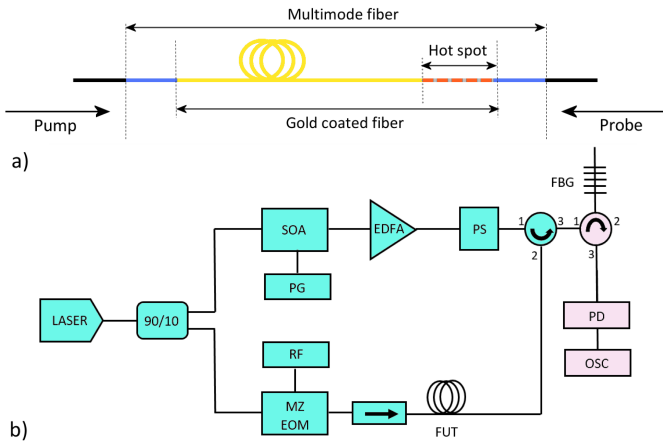 Multimode fiber
Hot spot
Gold coated fiber
Pump
Probe
a)
FBG
SOA
EDFA
PS
1
3
2
1
2
3
PG
LASER
90/10
RF
PD
OSC
MZ
EOM
FUT
b)